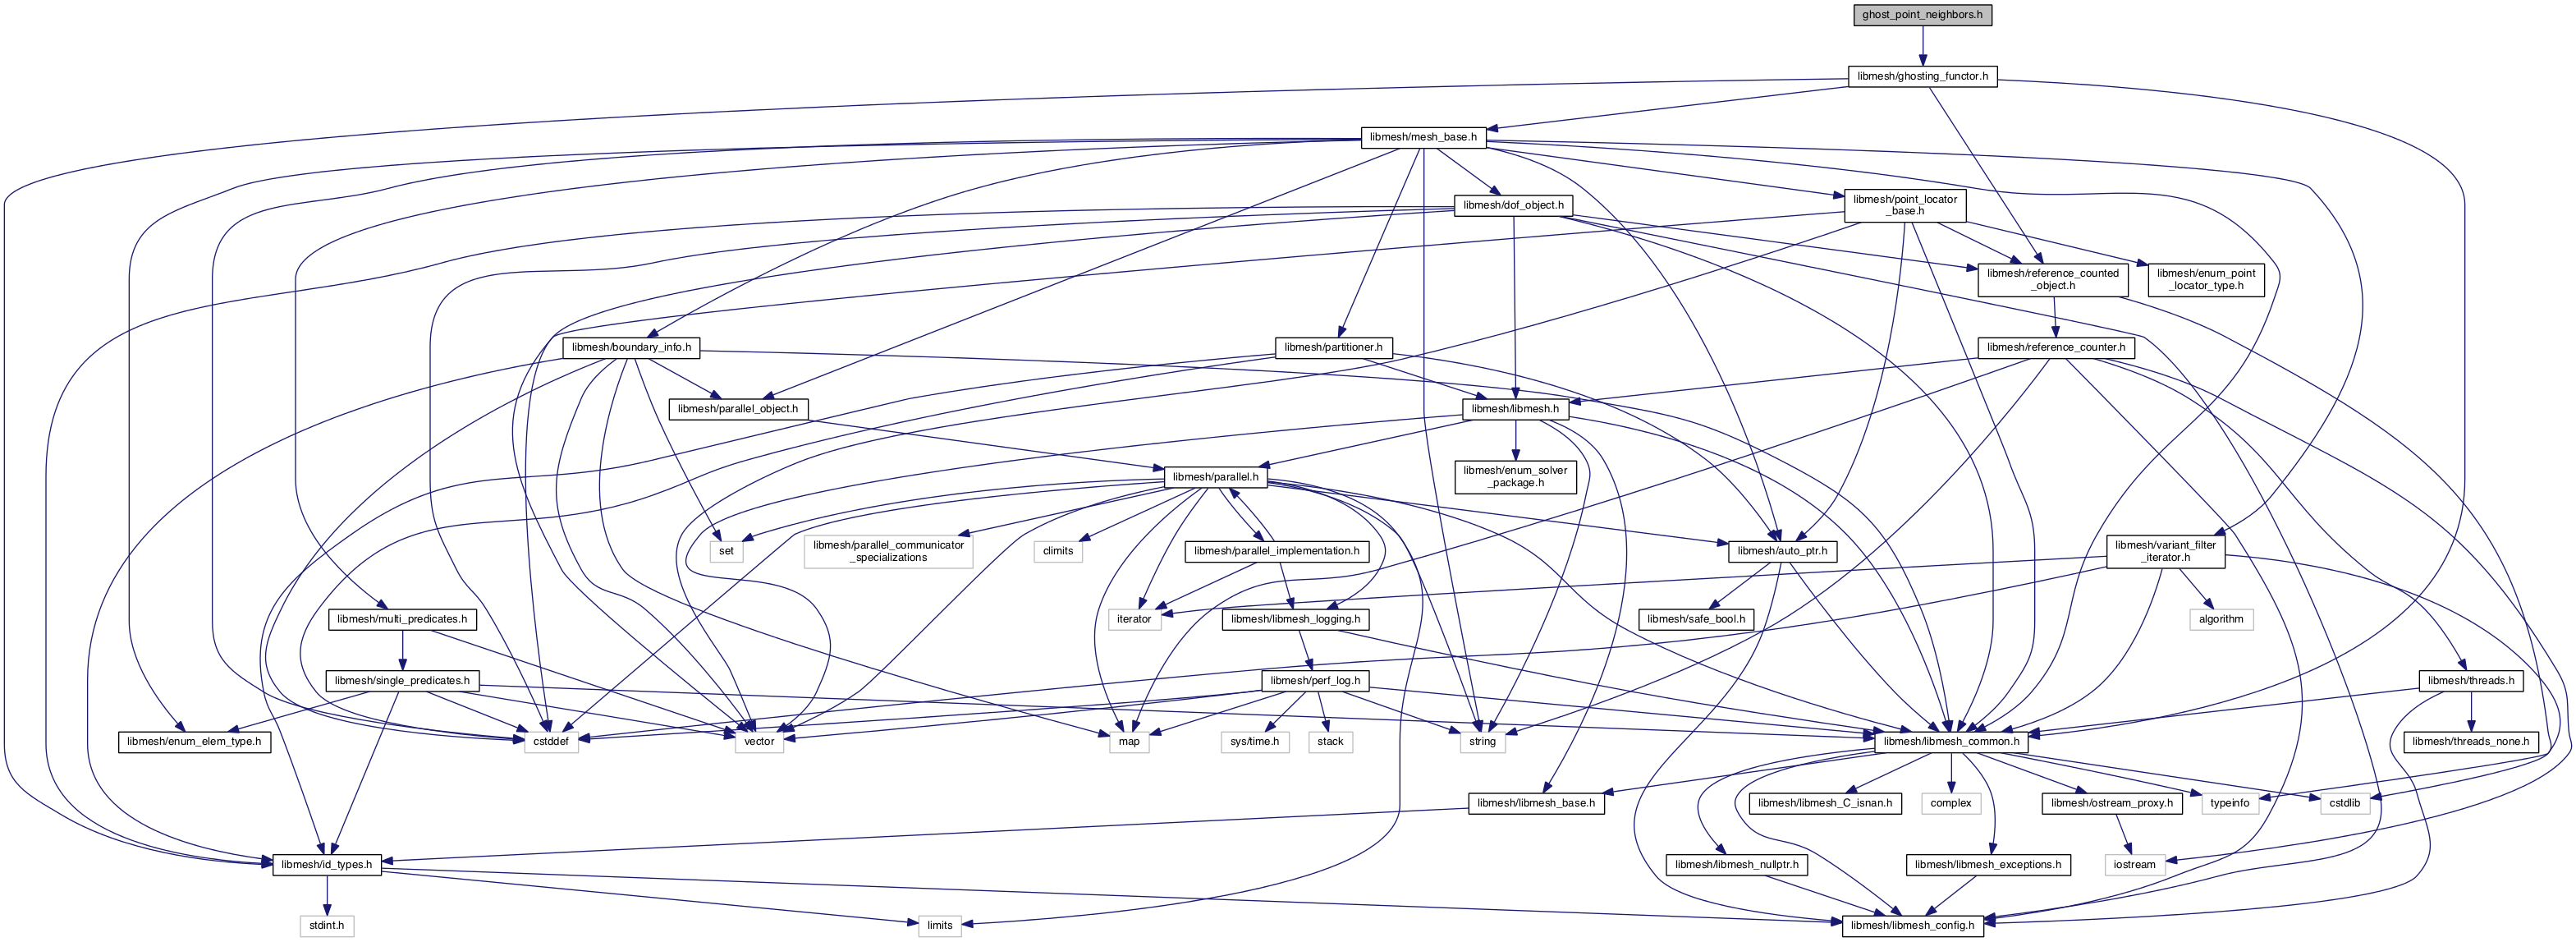 ghost_point_neighbors.h
libmesh/ghosting_functor.h
libmesh/mesh_base.h
libmesh/dof_object.h
libmesh/point_locator
_base.h
libmesh/reference_counted
_object.h
libmesh/enum_point
_locator_type.h
libmesh/boundary_info.h
libmesh/partitioner.h
libmesh/reference_counter.h
libmesh/parallel_object.h
libmesh/libmesh.h
libmesh/parallel.h
libmesh/enum_solver
_package.h
set
libmesh/parallel_communicator
_specializations
climits
libmesh/parallel_implementation.h
libmesh/auto_ptr.h
libmesh/variant_filter
_iterator.h
libmesh/multi_predicates.h
iterator
libmesh/libmesh_logging.h
libmesh/safe_bool.h
algorithm
libmesh/single_predicates.h
libmesh/perf_log.h
libmesh/threads.h
libmesh/enum_elem_type.h
cstddef
vector
map
sys/time.h
stack
string
libmesh/libmesh_common.h
libmesh/threads_none.h
libmesh/libmesh_base.h
libmesh/libmesh_C_isnan.h
complex
libmesh/ostream_proxy.h
typeinfo
cstdlib
libmesh/id_types.h
libmesh/libmesh_nullptr.h
libmesh/libmesh_exceptions.h
iostream
stdint.h
limits
libmesh/libmesh_config.h